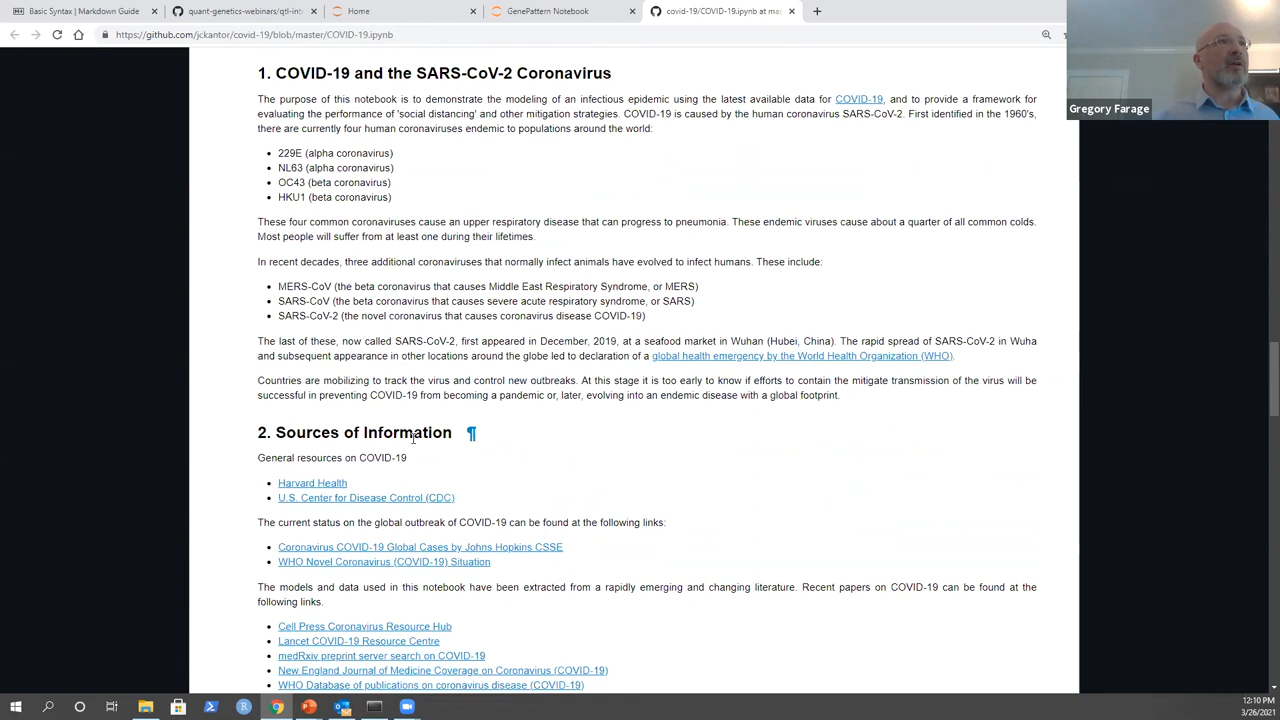 Basic Syntax | Markdown Guide
quant-genetics-webinars/qtl-int
Home
GenePattern Notebook
covid-19/COVID-19.ipynb at mas
https://github.com/jckantor/covid-19/blob/master/COVID-19.ipynb
Gregory Farage
1. COVID-19 and the SARS-CoV-2 Coronavirus
The purpose of this notebook is to demonstrate the modeling of an infectious epidemic using the latest available data for COVID-19, and to provide a framework for
evaluating the performance of 'social distancing' and other mitigation strategies. COVID-19 is caused by the human coronavirus SARS-CoV-2. First identified in the 1960's,
there are currently four human coronaviruses endemic to populations around the world:
• 229E (alpha coronavirus)
• NL63 (alpha coronavirus)
• OC43 (beta coronavirus)
• HKU1 (beta coronavirus)
These four common coronaviruses cause an upper respiratory disease that can progress to pneumonia. These endemic viruses cause about a quarter of all common colds.
Most people will suffer from at least one during their lifetimes.
In recent decades, three additional coronaviruses that normally infect animals have evolved to infect humans. These include:
• MERS-CoV (the beta coronavirus that causes Middle East Respiratory Syndrome, or MERS)
• SARS-CoV (the beta coronavirus that causes severe acute respiratory syndrome, or SARS)
• SARS-CoV-2 (the novel coronavirus that causes coronavirus disease COVID-19)
The last of these, now called SARS-CoV-2, first appeared in December, 2019, at a seafood market in Wuhan (Hubei, China). The rapid spread of SARS-CoV-2 in Wuha
and subsequent appearance in other locations around the globe led to declaration of a global health emergency by the World Health Organization (WHO).
Countries are mobilizing to track the virus and control new outbreaks. At this stage it is too early to know if efforts to contain the mitigate transmission of the virus will be
successful in preventing COVID-19 from becoming a pandemic or, later, evolving into an endemic disease with a global footprint.
2. Sources of Information ¶
General resources on COVID-19
• Harvard Health
• U.S. Center for Disease Control (CDC)
The current status on the global outbreak of COVID-19 can be found at the following links:
• Coronavirus COVID-19 Global Cases by Johns Hopkins CSSE
• WHO Novel Coronavirus (COVID-19) Situation
The models and data used in this notebook have been extracted from a rapidly emerging and changing literature. Recent papers on COVID-19 can be found at the
following links.
• Cell Press Coronavirus Resource Hub
• Lancet COVID-19 Resource Centre
• medRxiv preprint server search on COVID-19
• New England Journal of Medicine Coverage on Coronavirus (COVID-19)
• WHO Database of publications on coronavirus disease (COVID-19)
12:10 PM
3/26/2021